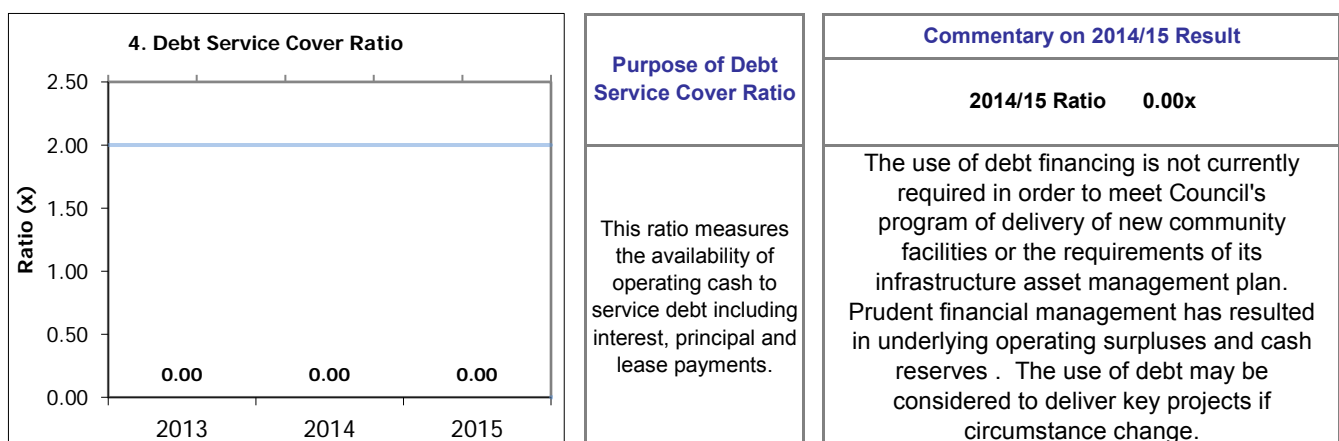 4. Debt Service Cover Ratio
2.50
2.00
1.50
1.00
0.50
0.00
Ratio (x)
0.00 0.00 0.00
2013 2014 2015
Purpose of Debt
Service Cover Ratio
This ratio measures
the availability of
operating cash to
service debt including
interest, principal and
lease payments.
Commentary on 2014/15 Result
2014/15 Ratio 0.00x
The use of debt financing is not currently
required in order to meet Council's
program of delivery of new community
facilities or the requirements of its
infrastructure asset management plan.
Prudent financial management has resulted
in underlying operating surpluses and cash
reserves . The use of debt may be
considered to deliver key projects if
circumstance change.